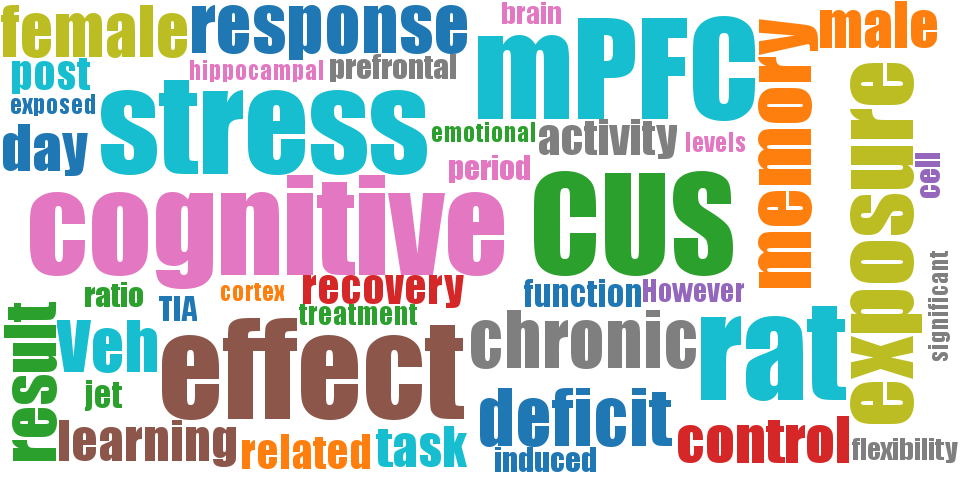 female
response
brain
mPFC
male
post
hippocampal
prefrontal
memory
exposed
stress
exposure
day
emotional
activity
levels
period
cell
cognitive
CUS
ratio
TIA
cortex
recovery
function
However
treatment
significant
result
Veh
effect
chronic
rat
jet
learning
related
task
deficit
induced
control
flexibility